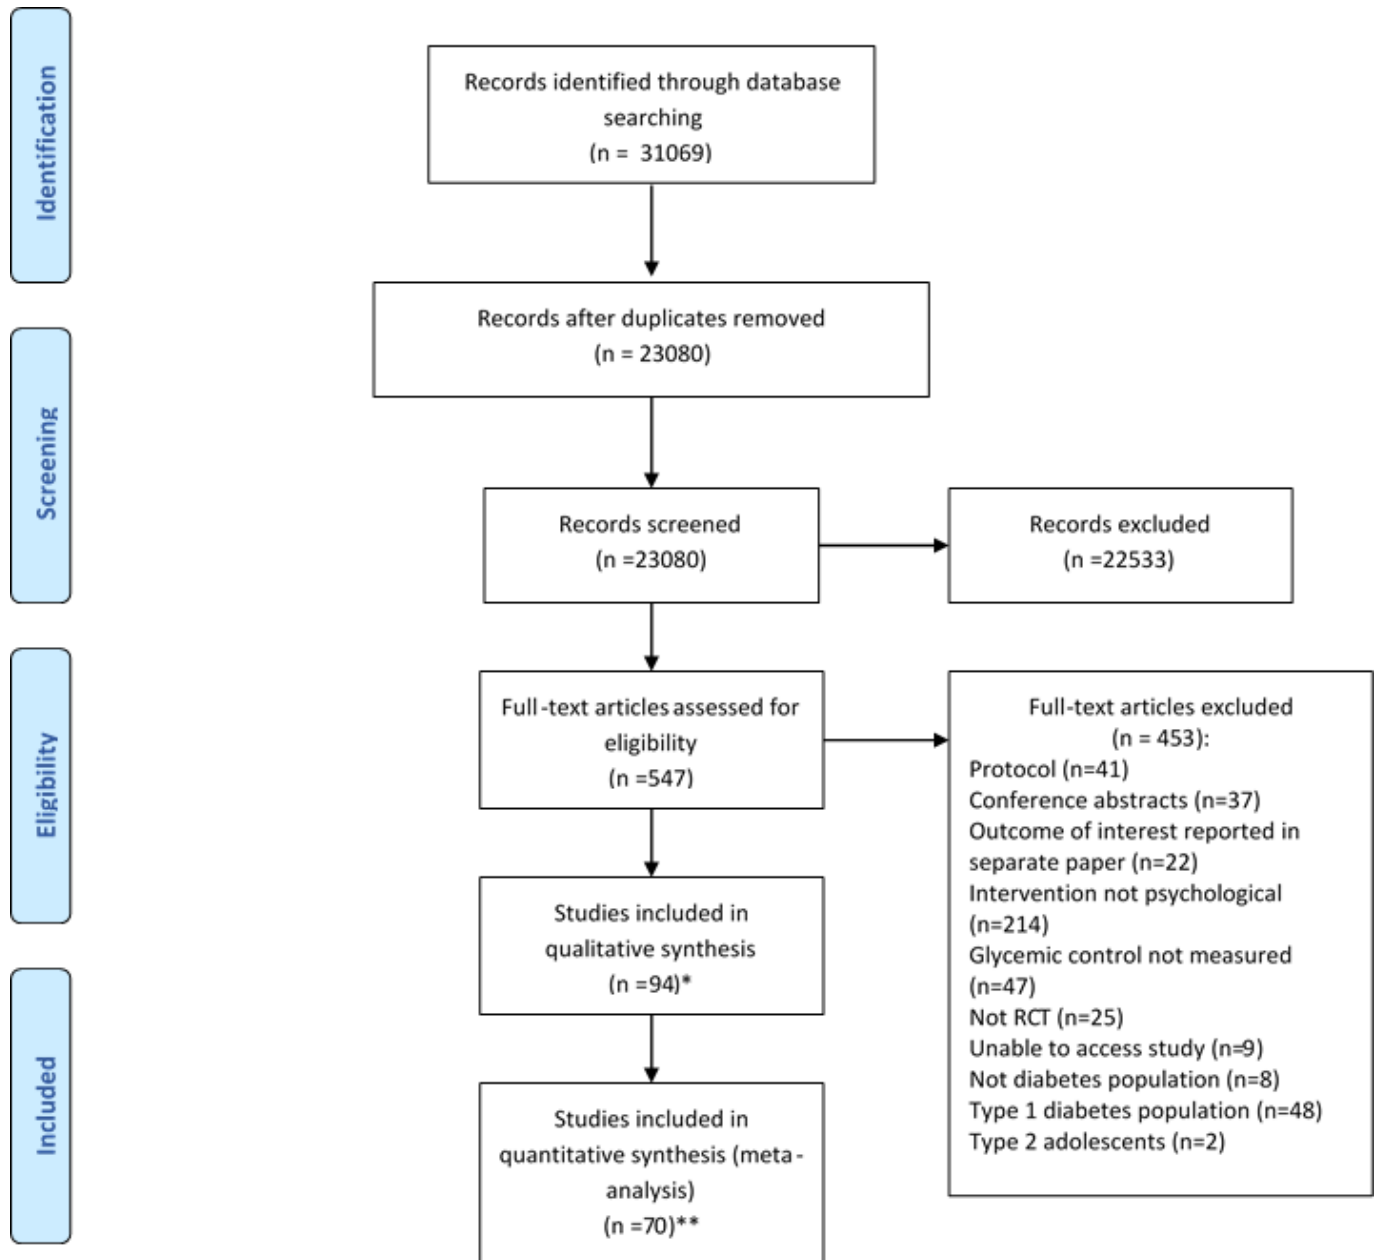 Identification
Records identified through database
searching
(n = 31069)
Records after duplicates removed
(n = 23080)
Screening
Records screened
(n =23080)
Records excluded
(n =22533)
Eligibility
Full-text articles assessed for
eligibility
(n =547)
Full-text articles excluded
(n = 453):
Protocol (n=41)
Conference abstracts (n=37)
Outcome of interest reported in
separate paper (n=22)
Intervention not psychological
(n=214)
Glycemic control not measured
(n=47)
Not RCT (n=25)
Unable to access study (n=9)
Not diabetes population (n=8)
Type 1 diabetes population (n=48)
Type 2 adolescents (n=2)
Studies included in
qualitative synthesis
(n =94)*
Included
Studies included in
quantitative synthesis (meta-
analysis)
(n =70)**